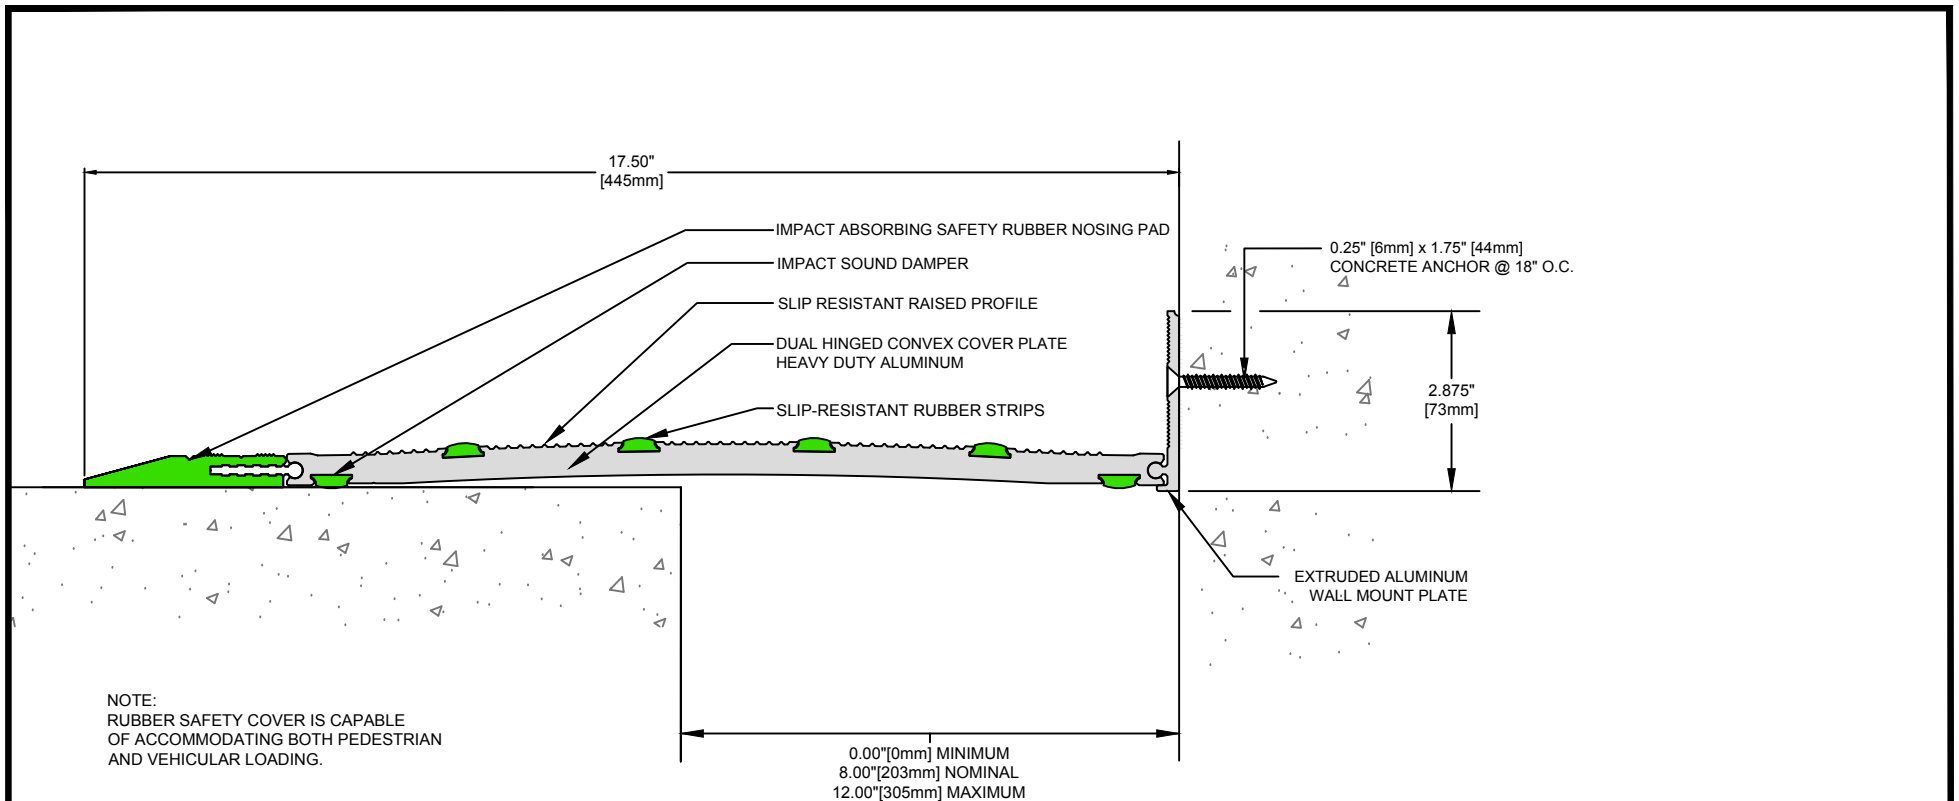 17.50"
[445mm]
IMPACT ABSORBING SAFETY RUBBER NOSING PAD
IMPACT SOUND DAMPER
SLIP RESISTANT RAISED PROFILE
DUAL HINGED CONVEX COVER PLATE
HEAVY DUTY ALUMINUM
SLIP-RESISTANT RUBBER STRIPS
0.25" [6mm] x 1.75" [44mm]
CONCRETE ANCHOR @ 18" O.C.
2.875"
[73mm]
EXTRUDED ALUMINUM
WALL MOUNT PLATE
NOTE:
RUBBER SAFETY COVER IS CAPABLE
OF ACCOMMODATING BOTH PEDESTRIAN
AND VEHICULAR LOADING.
0.00"[0mm] MINIMUM
8.00"[203mm] NOMINAL
12.00"[305mm] MAXIMUM